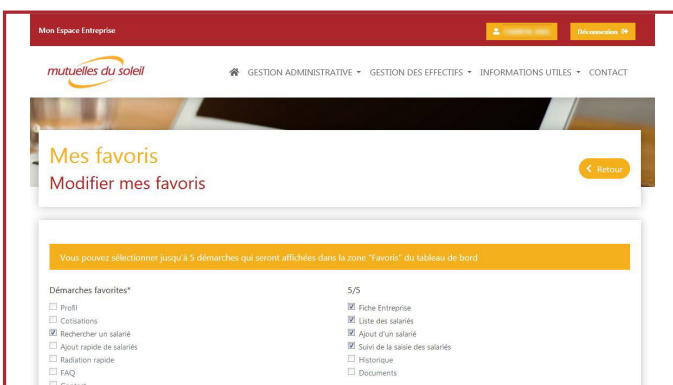 Mon Espace Entreprise
Déconnexion
mutuelles du soleil
GESTION ADMINISTRATIVE
GESTION DES EFFECTIFS
INFORMATIONS UTILES
CONTACT
Mes favoris
Modifier mes favoris
Retour
Vous pouvez sélectionner jusqu'à 5 démarches qui seront affichées dans la zone "Favoris" du tableau de bord
Démarches favorites*
Profil
Cotisations
Rechercher un salarié
Ajout rapide de salariés
Radiation rapide
FAQ
Contact
5/5
Fiche Entreprise
Liste des salariés
Ajout d'un salarié
Suivi de la saisie des salariés
Historique
Documents